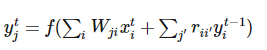 y_j^t = f(∑_i W_{ji} x_i^t + ∑_{j'} r_{ii'} y_i^{t-1})